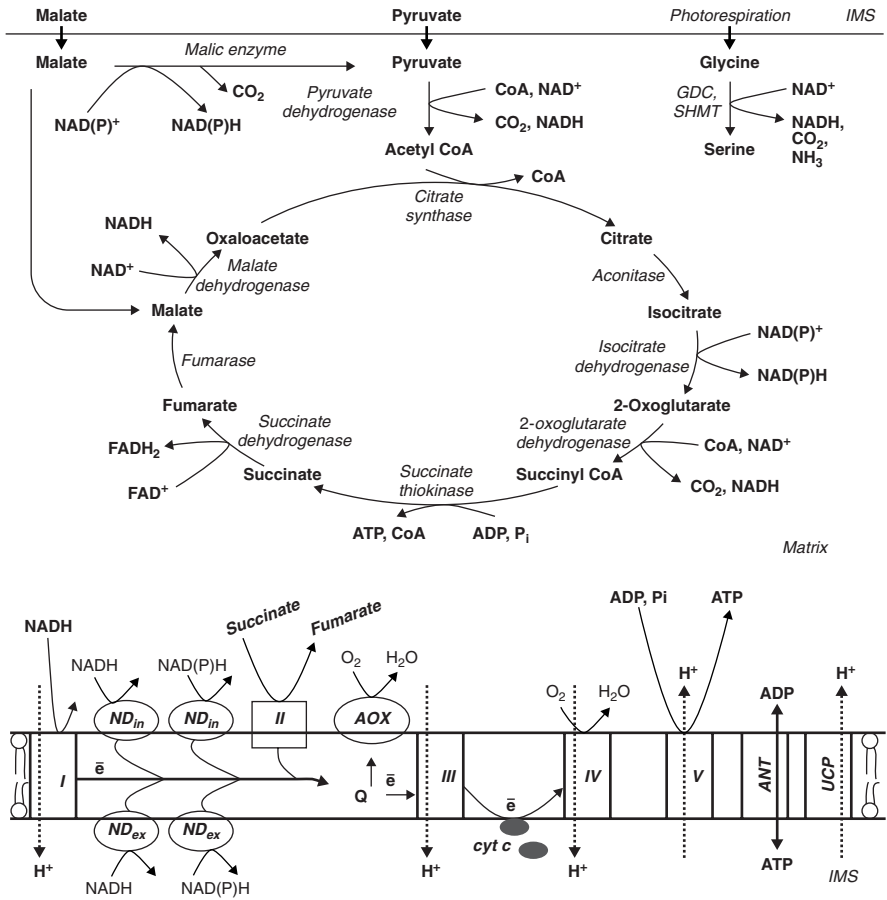 Malate Pyruvate Photorespiration IMS
Malate Malic enzyme Pyruvate Glycine
CO2 Pyruvate dehydrogenase CoA, NAD+ GDC, SHMT NAD+
NAD(P)+ NAD(P)H CO2, NADH NADH, CO2, NH3
Acetyl CoA Serine
CoA
Citrate synthase
NADH Oxaloacetate Citrate
NAD+ Malate dehydrogenase Aconitase
Malate Isocitrate
Fumarase Isocitrate dehydrogenase NAD(P)+
NAD(P)H
Fumarate 2-Oxoglutarate
Succinate dehydrogenase 2-oxoglutarate dehydrogenase
FADH2 CoA, NAD+
Succinate Succinate thiokinase Succinyl CoA
FAD+ CO2, NADH
ATP, CoA ADP, Pi
Matrix
ADP, Pi ATP
Succinate Fumarate
NADH
NADH NAD(P)H O2 H2O H+ H+
O2 H2O ADP
NDin NDin II AOX
I ē III IV V ANT UCP
Q ē ē
NDex NDex cyt c
H+ H+ H+ ATP
NADH NAD(P)H IMS